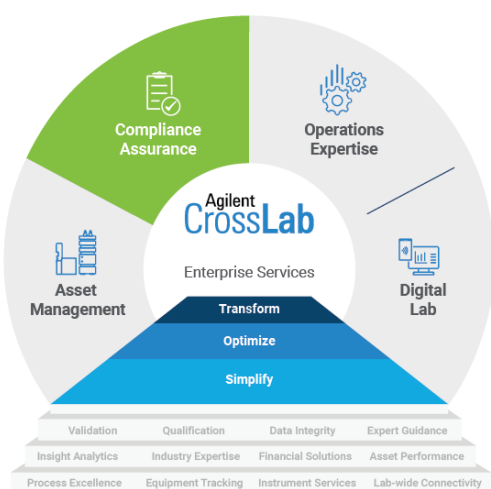 Compliance
Assurance
Operations
Expertise
Agilent
CrossLab
Enterprise Services
Asset
Management
Digital
Lab
Transform
Optimize
Simplify
Validation Qualification Data Integrity Expert Guidance
Insight Analytics Industry Expertise Financial Solutions Asset Performance
Process Excellence Equipment Tracking Instrument Services Lab-wide Connectivity